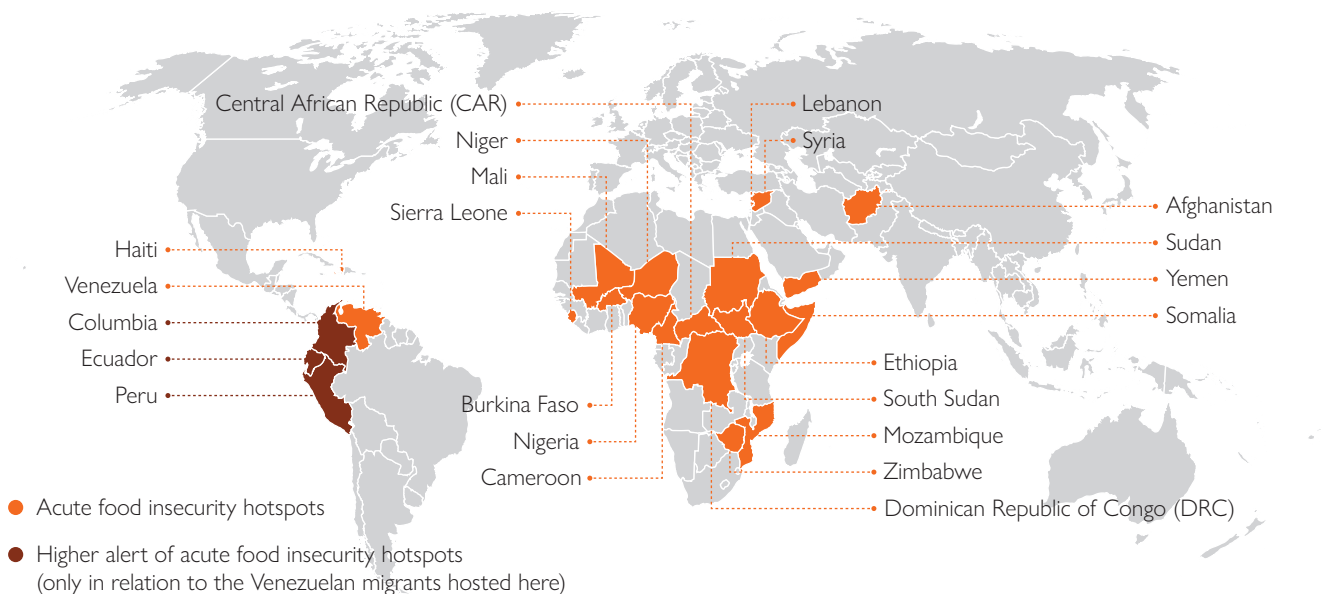 Central African Republic (CAR)
Niger
Mali
Sierra Leone
Haiti
Venezuela
Columbia
Ecuador
Peru
Burkina Faso
Nigeria
Cameroon
Lebanon
Syria
Afghanistan
Sudan
Yemen
Somalia
Ethiopia
South Sudan
Mozambique
Zimbabwe
Dominican Republic of Congo (DRC)
Acute food insecurity hotspots
Higher alert of acute food insecurity hotspots
(only in relation to the Venezuelan migrants hosted here)